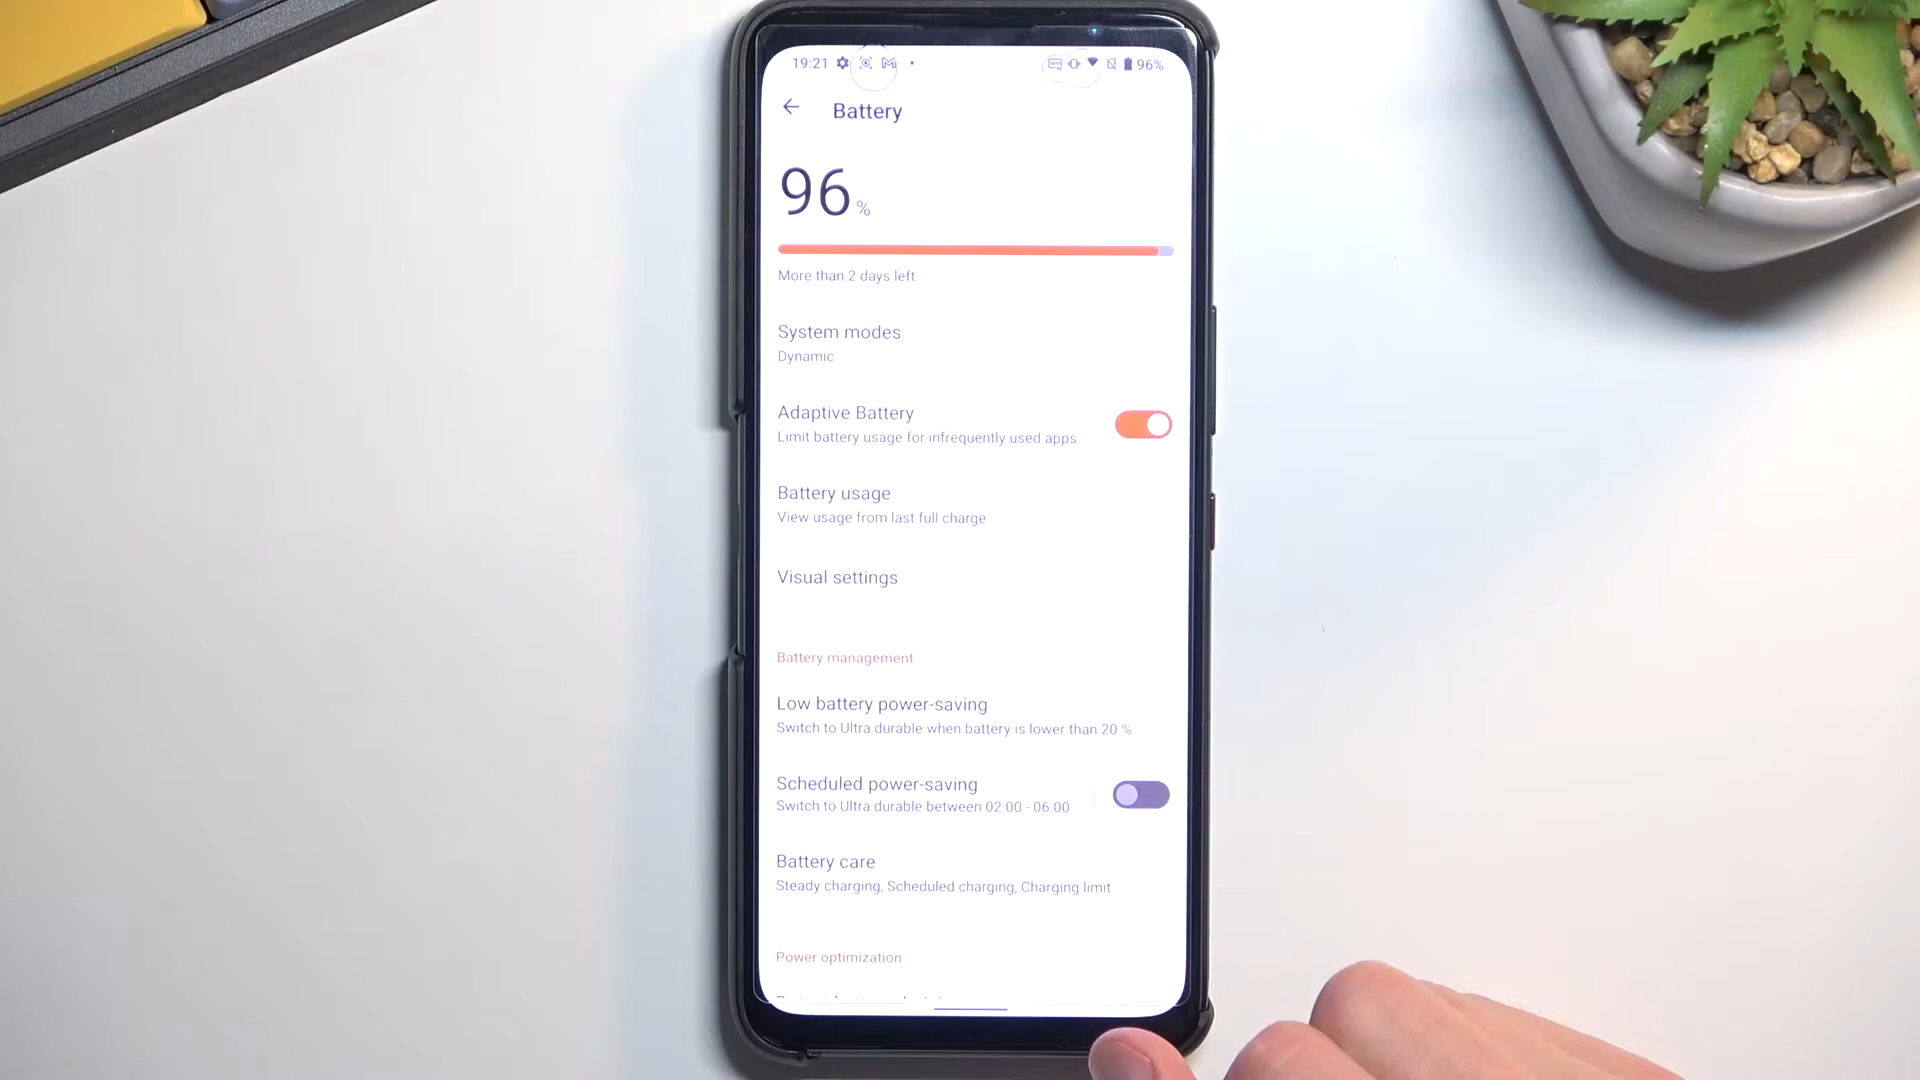 19:21 96%
Battery
96 %
More than 2 days left
System modes
Dynamic
Adaptive Battery
Limit battery usage for infrequently used apps
Battery usage
View usage from last full charge
Visual settings
Battery management
Low battery power-saving
Switch to Ultra durable when battery is lower than 20 %
Scheduled power-saving
Switch to Ultra durable between 02:00 - 06:00
Battery care
Steady charging, Scheduled charging, Charging limit
Power optimization